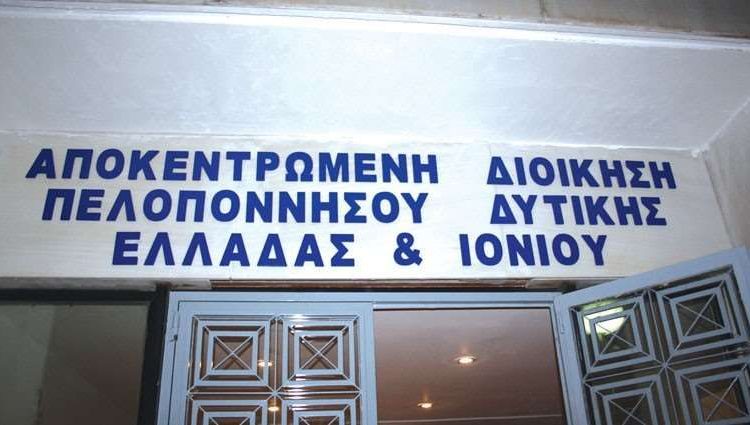 ΑΠΟΚΕΝΤΡΩΜΕΝΗ ΔΙΟΙΚΗΣΗ
ΠΕΛΟΠΟΝΝΗΣΟΥ ΔΥΤΙΚΗΣ
ΕΛΛΑΔΑΣ & ΙΟΝΙΟΥ